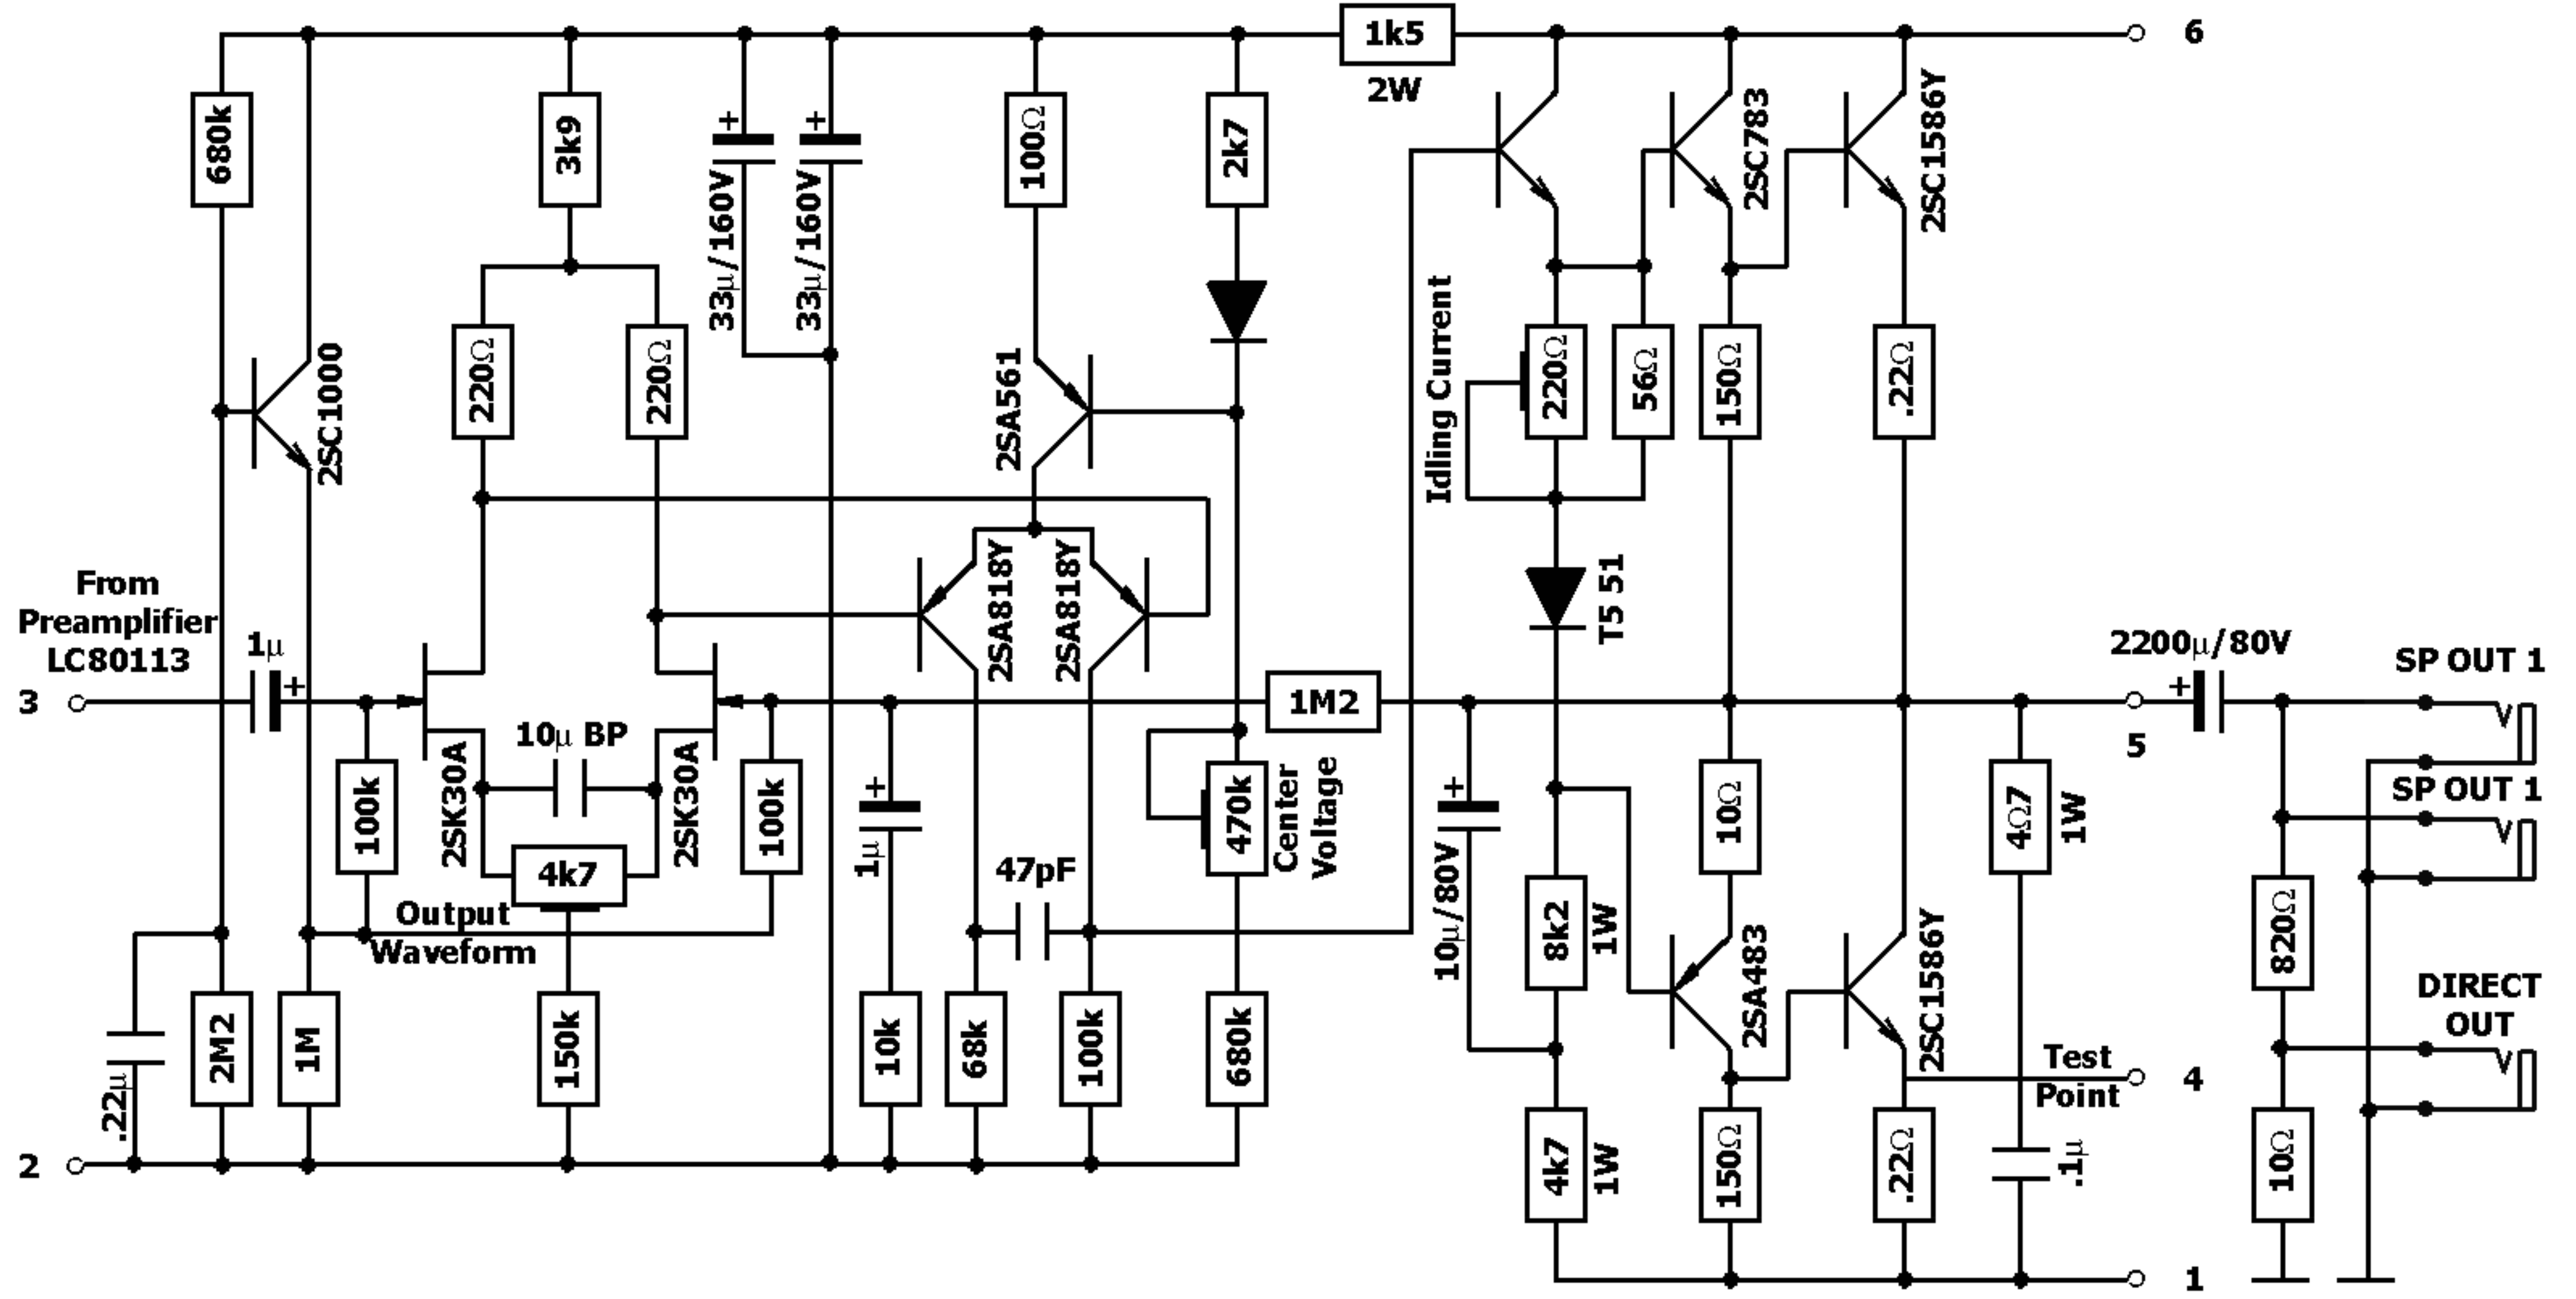 1k5
2W
6
680k
3k9
33μ/160V
33μ/160V
100Ω
2k7
2SC783
2SC1586Y
2SC1000
220Ω
220Ω
2SA561
Idling Current
220Ω
56Ω
150Ω
.22Ω
From
Preamplifier
LC80113
3
1μ
+
100k
2SK30A
10μ BP
4k7
2SK30A
100k
Output
Waveform
+
1μ
2SA818Y
2SA818Y
47pF
1M2
470k
Center
Voltage
T5 51
+
10μ/80V
8k2
1W
10Ω
2SA483
2SC1586Y
4Ω7
1W
5
2200μ/80V
+
SP OUT 1
SP OUT 1
820Ω
DIRECT
OUT
.22μ
2M2
1M
150k
10k
68k
100k
680k
4k7
1W
150Ω
.22Ω
Test
Point
4
.1μ
10Ω
2
1
+
+